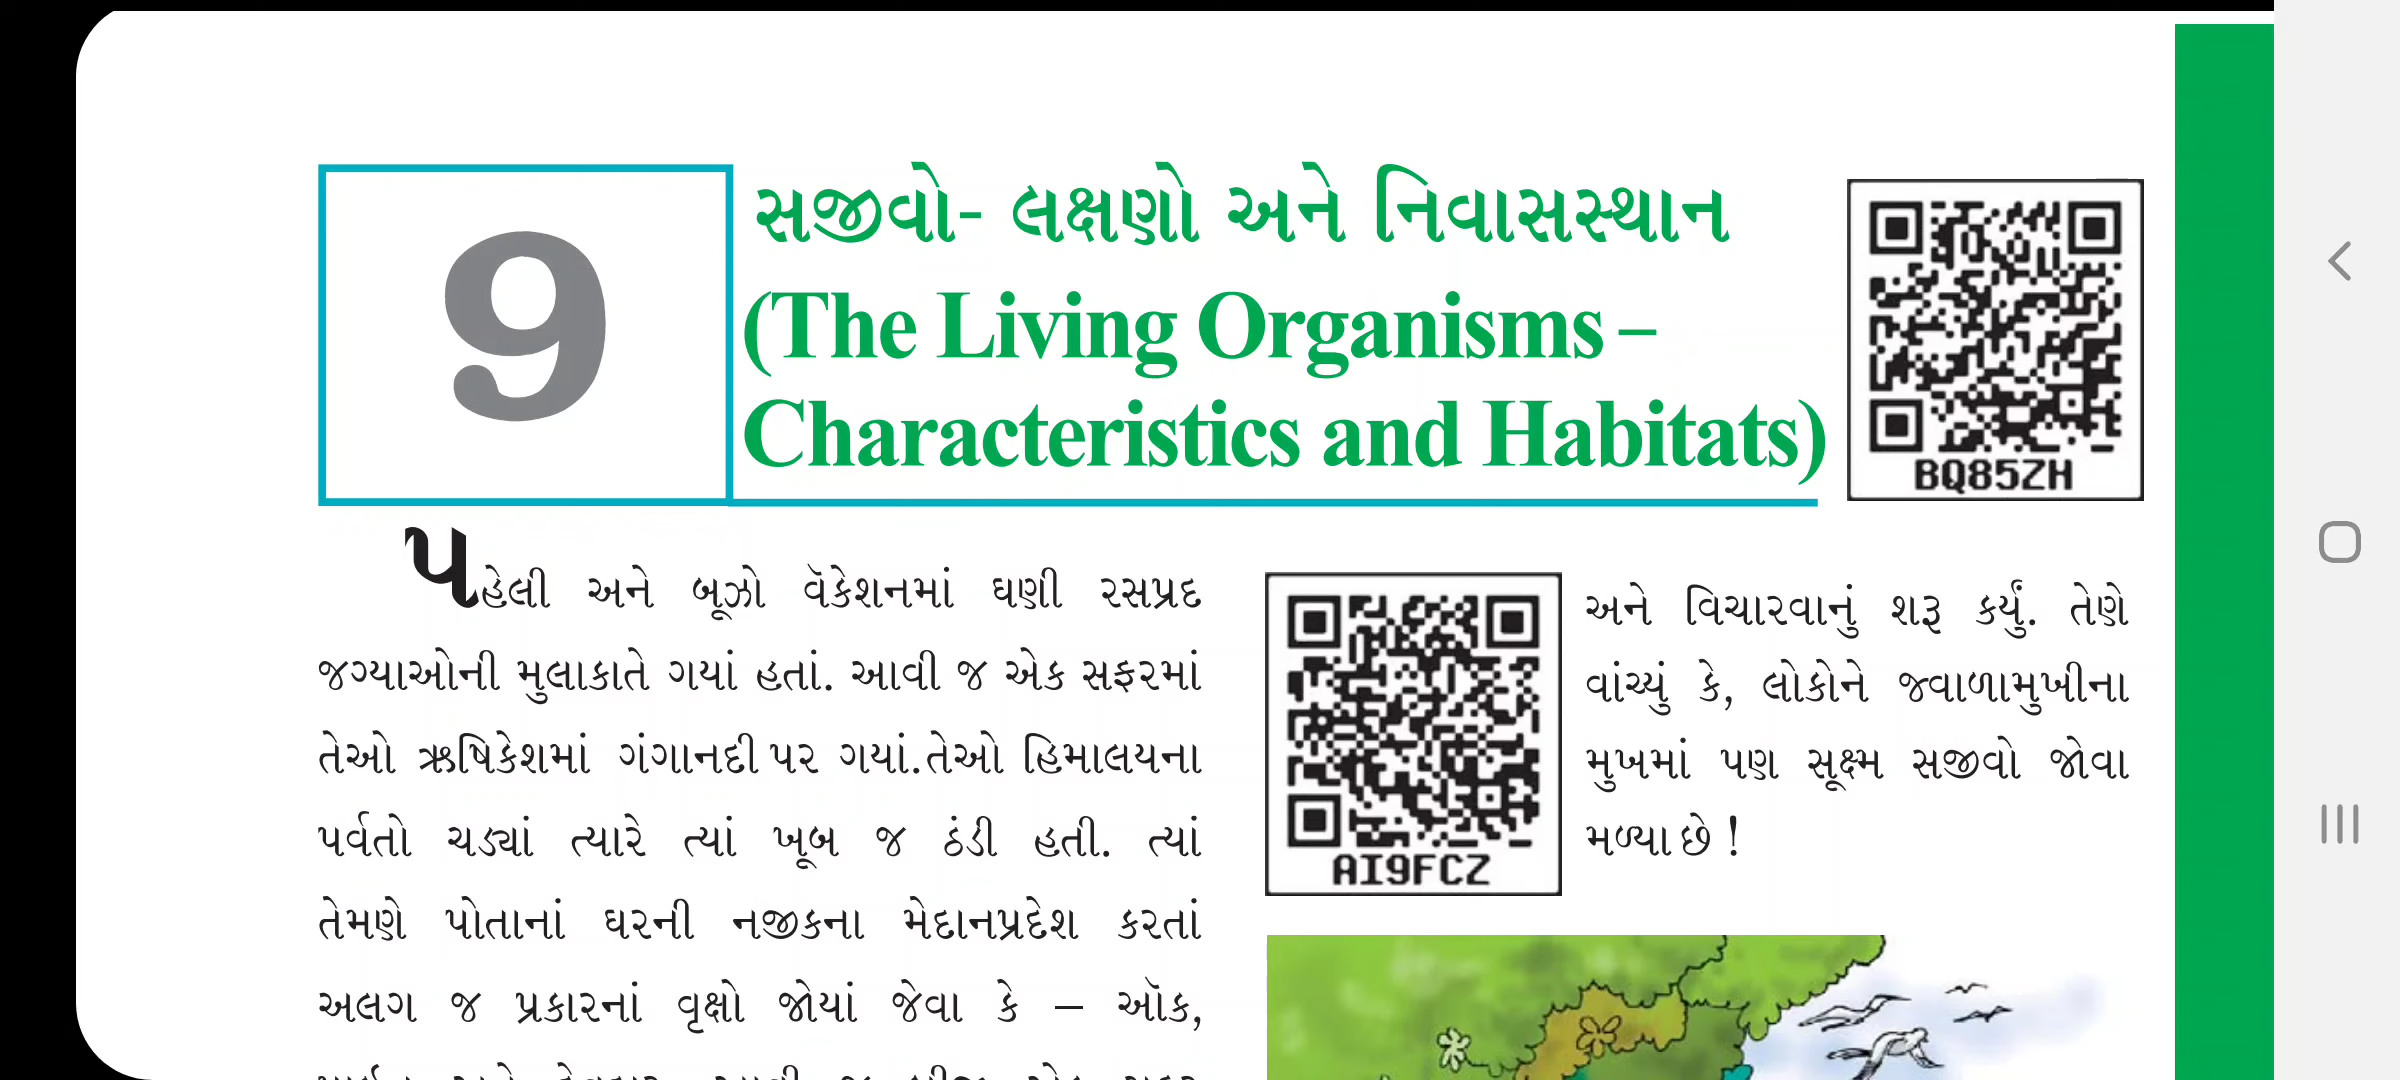 9
સજીવો- લક્ષણો અને નિવાસસ્થાન
(The Living Organisms –
Characteristics and Habitats)
BQ85ZH
પહેલી અને બૂઝો વૅકેશનમાં ઘણી રસપ્રદ
જગ્યાઓની મુલાકાતે ગયાં હતાં. આવી જ એક સફરમાં
તેઓ ઋષિકેશમાં ગંગાનદી પર ગયાં.તેઓ હિમાલયના
પર્વતો ચડ્યાં ત્યારે ત્યાં ખૂબ જ ઠંડી હતી. ત્યાં
તેમણે પોતાનાં ઘરની નજીકના મેદાનપ્રદેશ કરતાં
અલગ જ પ્રકારનાં વૃક્ષો જોયાં જેવા કે – ઑક,
AI9FCZ
અને વિચારવાનું શરૂ કર્યું. તેણે
વાંચ્યું કે, લોકોને જ્વાળામુખીના
મુખમાં પણ સૂક્ષ્મ સજીવો જોવા
મળ્યા છે !